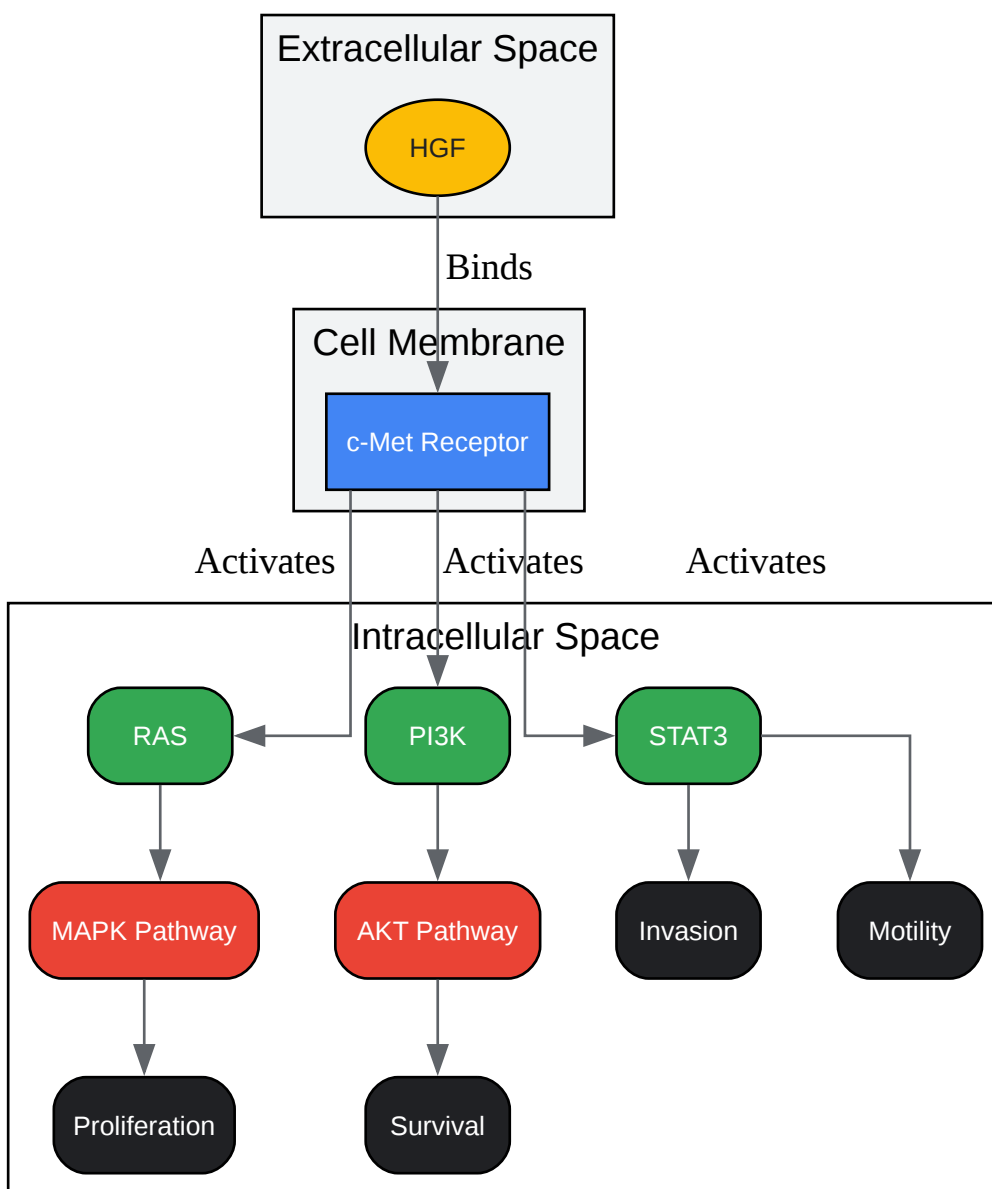 Extracellular Space
HGF
Binds
Cell Membrane
c-Met Receptor
Activates
Activates
Activates
Intracellular Space
RAS
PI3K
STAT3
MAPK Pathway
AKT Pathway
Invasion
Motility
Proliferation
Survival